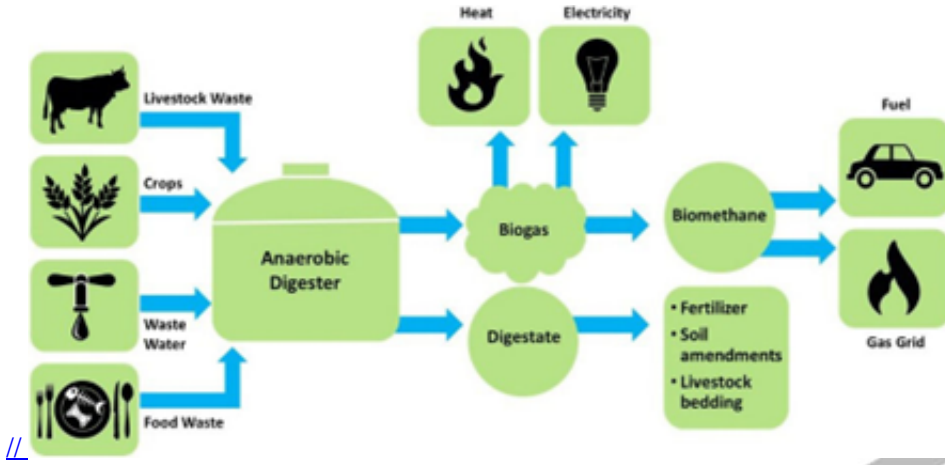 Heat
Electricity
Livestock Waste
Fuel
Crops
Biomethane
Biogas
Anaerobic
Digester
Waste
Water
Digestate
• Fertilizer
• Soil
amendments
• Livestock
bedding
Gas Grid
Food Waste
//